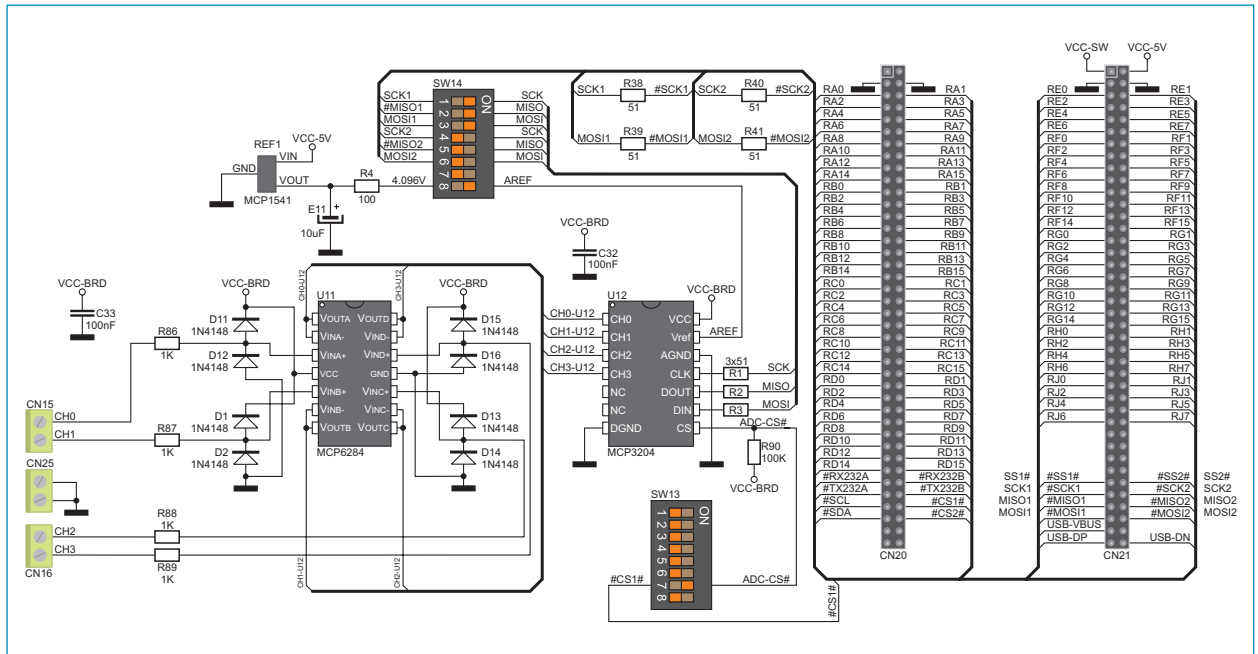 SW14
SCK1 SCK
#MISO1 MISO
MOSI1 MOSI
SCK2 SCK
#MISO2 MISO
MOSI2 MOSI
4.096V AREF
1 2 3 4 5 6 7 8
ON
REF1
VCC-5V
VIN
GND
VOUT
MCP1541
R4
100
E11
+
10uF
SCK1 R38 #SCK1
51
MOSI1 R39 #MOSI1
51
SCK2 R40 #SCK2
51
MOSI2 R41 #MOSI2
51
VCC-BRD
C33
100nF
VCC-BRD
D11
1N4148
D12
1N4148
D1
1N4148
D2
1N4148
R86
1K
R87
1K
CN15
CH0
CH1
CN25
CN16
CH2
CH3
R88
1K
R89
1K
CH0-U12
CH3-U12
CH1-U12
CH2-U12
U11
VOUTA VOUTD
VINA- VIND-
VINA+ VIND+
VCC GND
VINB+ VINC+
VINB- VINC-
VOUTB VOUTC
MCP6284
VCC-BRD
D15
1N4148
D16
1N4148
D13
1N4148
D14
1N4148
VCC-BRD
C32
100nF
CH0-U12
CH1-U12
CH2-U12
CH3-U12
U12
CH0 VCC
CH1 Vref
CH2 AGND
CH3 CLK
NC DOUT
NC DIN
DGND CS
MCP3204
VCC-BRD
AREF
3x51
R1 SCK
R2 MISO
R3 MOSI
ADC-CS#
R90
100K
VCC-BRD
SW13
1 2 3 4 5 6 7 8
ON
#CS1# ADC-CS#
#CS1#
RA0 RA1
RA2 RA3
RA4 RA5
RA6 RA7
RA8 RA9
RA10 RA11
RA12 RA13
RA14 RA15
RB0 RB1
RB2 RB3
RB4 RB5
RB6 RB7
RB8 RB9
RB10 RB11
RB12 RB13
RB14 RB15
RC0 RC1
RC2 RC3
RC4 RC5
RC6 RC7
RC8 RC9
RC10 RC11
RC12 RC13
RC14 RC15
RD0 RD1
RD2 RD3
RD4 RD5
RD6 RD7
RD8 RD9
RD10 RD11
RD12 RD13
RD14 RD15
#RX232A #RX232B
#TX232A #TX232B
#SCL #CS1#
#SDA #CS2#
CN20
VCC-SW VCC-5V
RE0 RE1
RE2 RE3
RE4 RE5
RE6 RE7
RF0 RF1
RF2 RF3
RF4 RF5
RF6 RF7
RF8 RF9
RF10 RF11
RF12 RF13
RF14 RF15
RG0 RG1
RG2 RG3
RG4 RG5
RG6 RG7
RG8 RG9
RG10 RG11
RG12 RG13
RG14 RG15
RH0 RH1
RH2 RH3
RH4 RH5
RH6 RH7
RJ0 RJ1
RJ2 RJ3
RJ4 RJ5
RJ6 RJ7
SS1# #SS1# #SS2# SS2#
SCK1 #SCK1 #SCK2 SCK2
MISO1 #MISO1 #MISO2 MISO2
MOSI1 #MOSI1 #MOSI2 MOSI2
USB-VBUS
USB-DP USB-DN
CN21